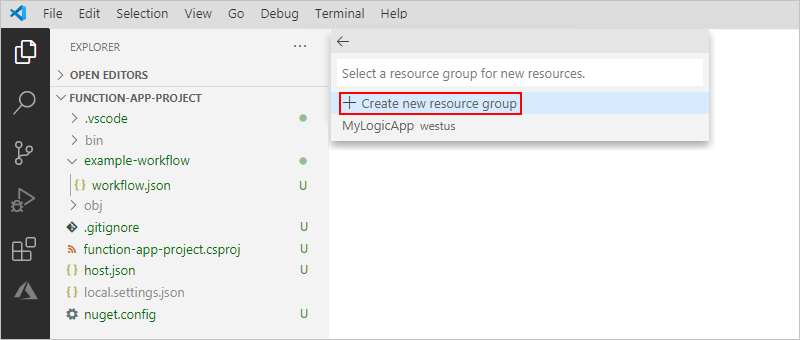 File Edit Selection View Go Debug Terminal Help
EXPLORER ...
> OPEN EDITORS
FUNCTION-APP-PROJECT
> .vscode
> bin
example-workflow
{} workflow.json U
> obj
.gitignore U
function-app-project.csproj U
{} host.json U
{} local.settings.json
nuget.config U
←
Select a resource group for new resources.
+ Create new resource group
MyLogicApp westus